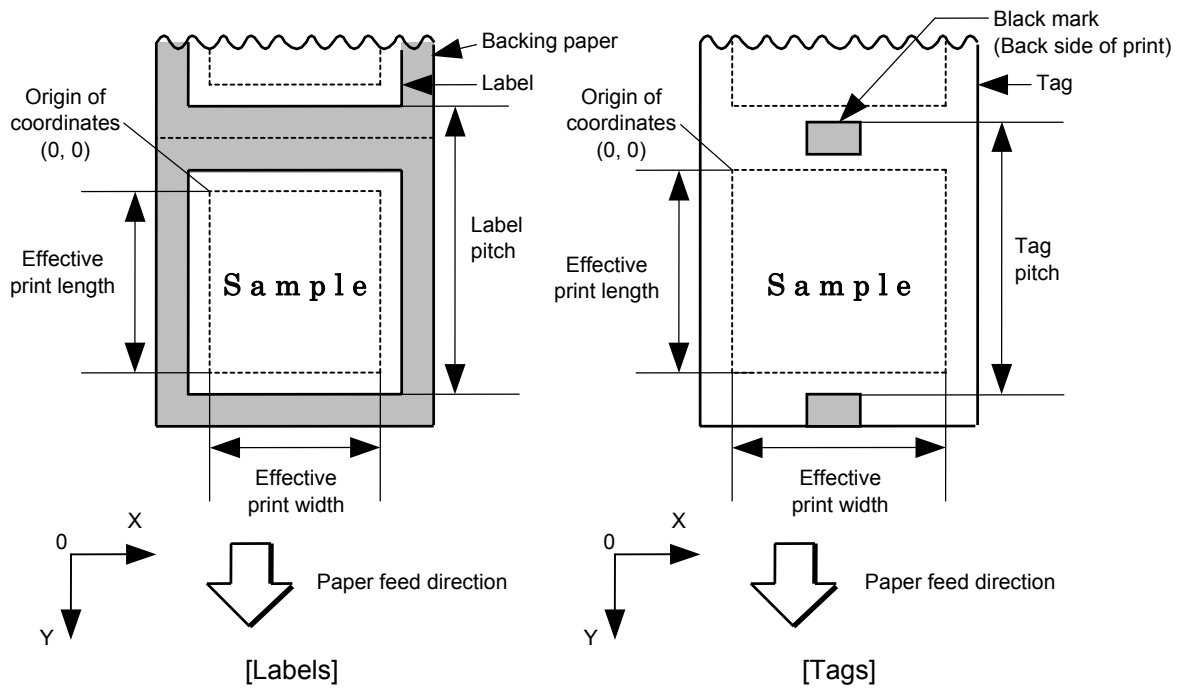 Backing paper
Label
Origin of
coordinates
(0, 0)
Effective
print length
Label
pitch
Sample
Effective
print width
0
X
Y
Paper feed direction
[Labels]
Black mark
(Back side of print)
Tag
Origin of
coordinates
(0, 0)
Effective
print length
Tag
pitch
Sample
Effective
print width
0
X
Y
Paper feed direction
[Tags]